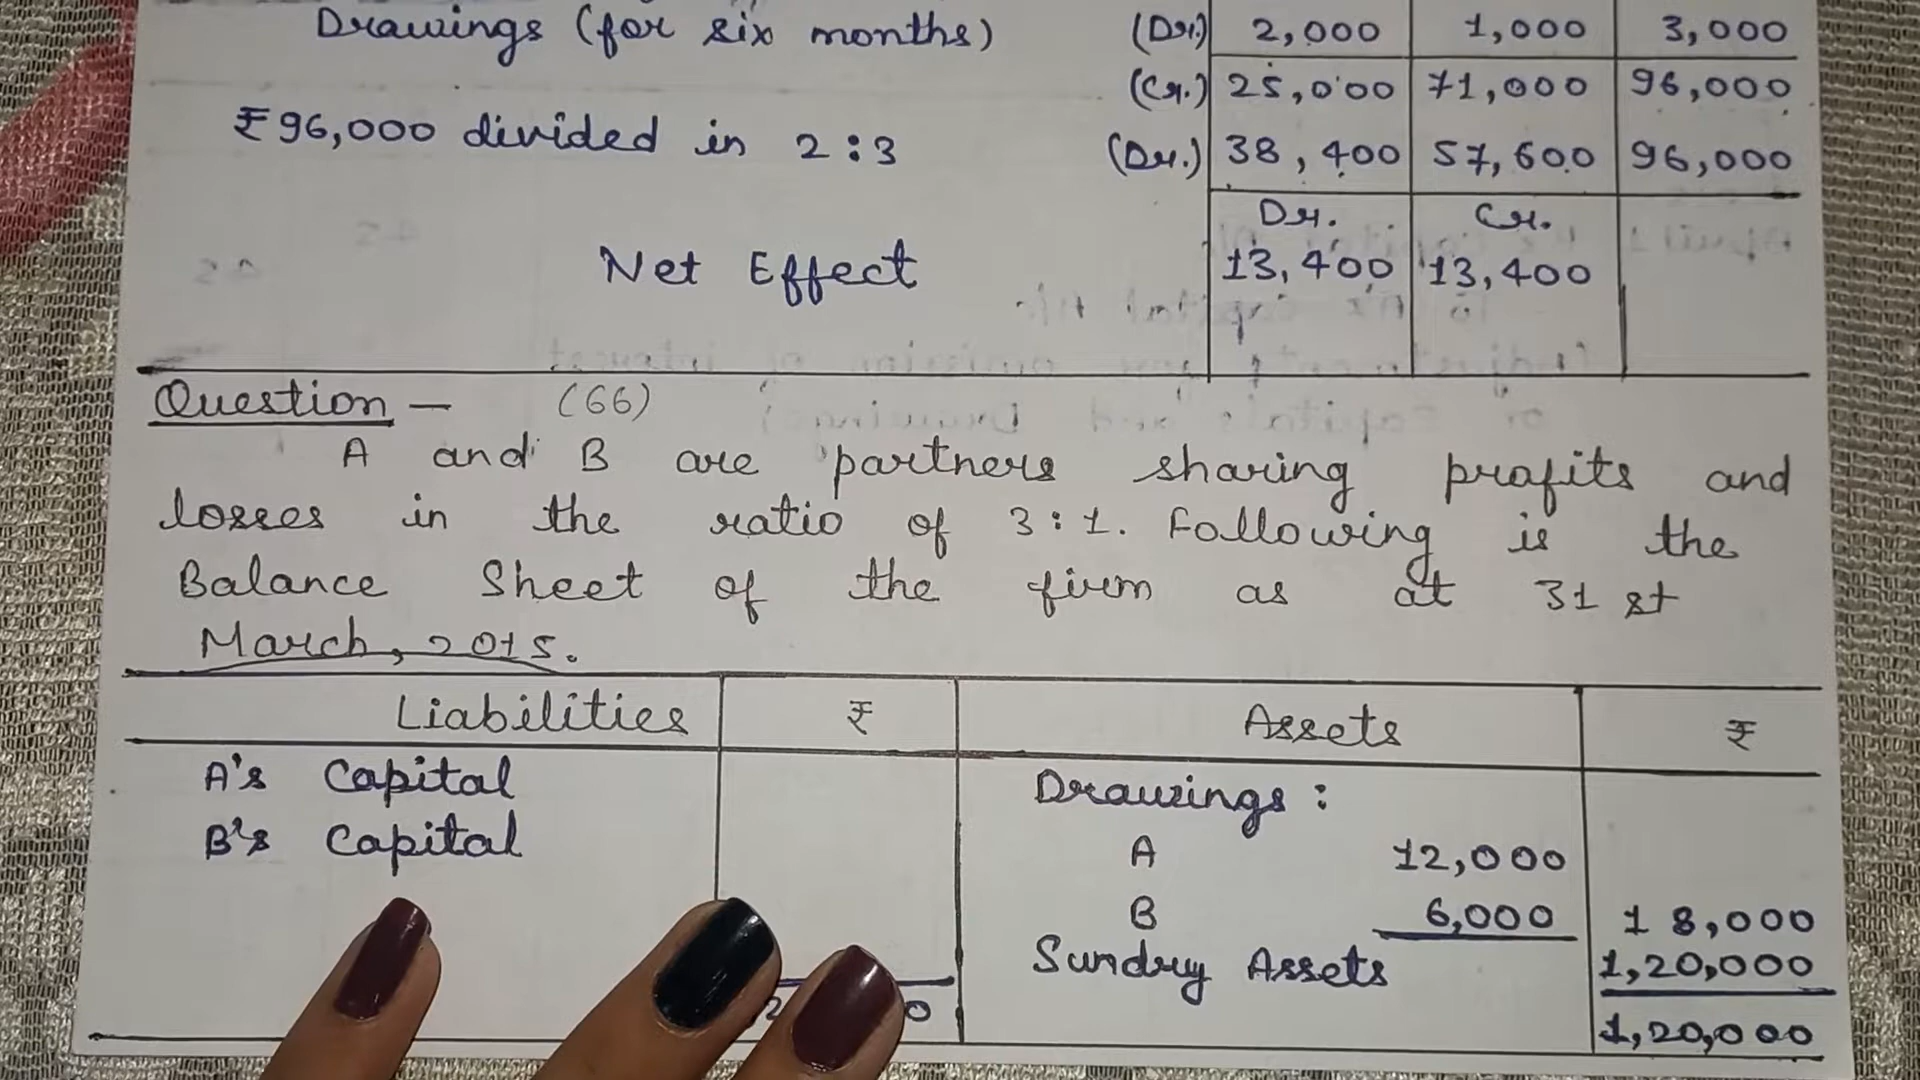 Drawings (for six months) (Dr.) 2,000 1,000 3,000
(Cr.) 25,000 71,000 96,000
₹96,000 divided in 2:3 (Dr.) 38,400 57,600 96,000
Dr. Cr.
Net Effect 13,400 13,400
Question – (66)
A and B are partners sharing profits and
losses in the ratio of 3:1. Following is the
Balance Sheet of the firm as at 31st
March, 2015.
Liabilities ₹ Assets ₹
A's Capital Drawings:
B's Capital A 12,000
B 6,000 18,000
Sundry Assets 1,20,000
1,20,000